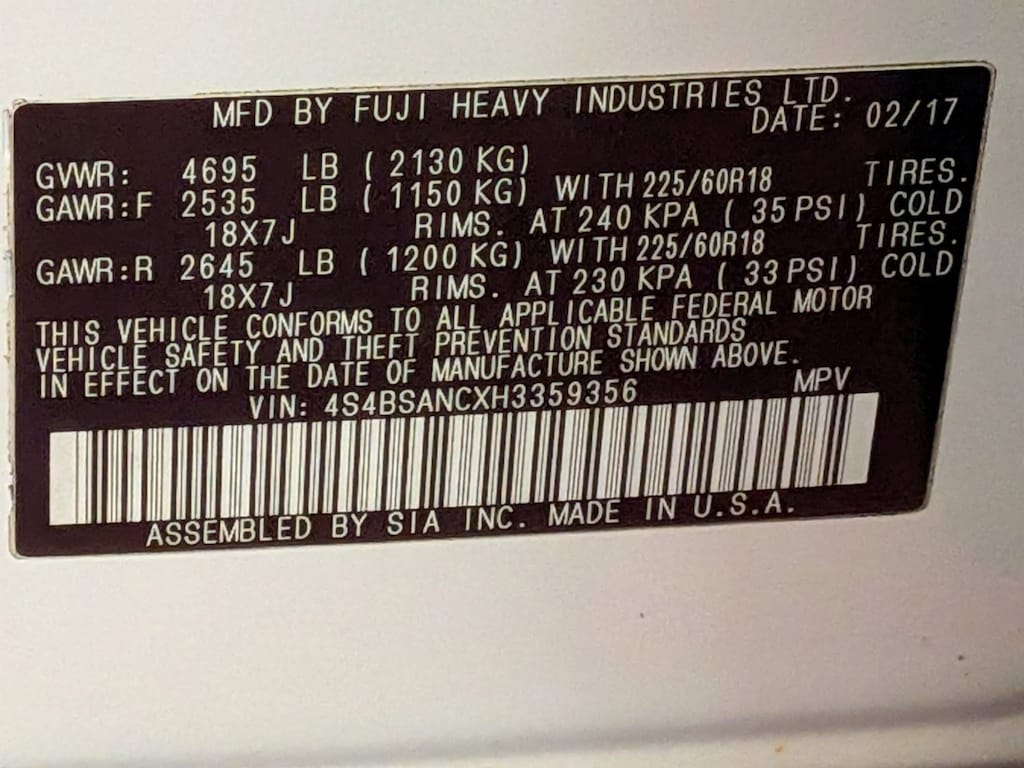 MFD BY FUJI HEAVY INDUSTRIES LTD.
DATE: 02/17
GVWR: 4695 LB ( 2130 KG)
GAWR:F 2535 LB ( 1150 KG) WITH 225/60R18 TIRES.
18X7J RIMS. AT 240 KPA ( 35 PSI) COLD
GAWR:R 2645 LB ( 1200 KG) WITH 225/60R18 TIRES.
18X7J RIMS. AT 230 KPA ( 33 PSI) COLD
THIS VEHICLE CONFORMS TO ALL APPLICABLE FEDERAL MOTOR
VEHICLE SAFETY AND THEFT PREVENTION STANDARDS
IN EFFECT ON THE DATE OF MANUFACTURE SHOWN ABOVE.
VIN: 4S4BSANCXH3359356 MPV
ASSEMBLED BY SIA INC. MADE IN U.S.A.